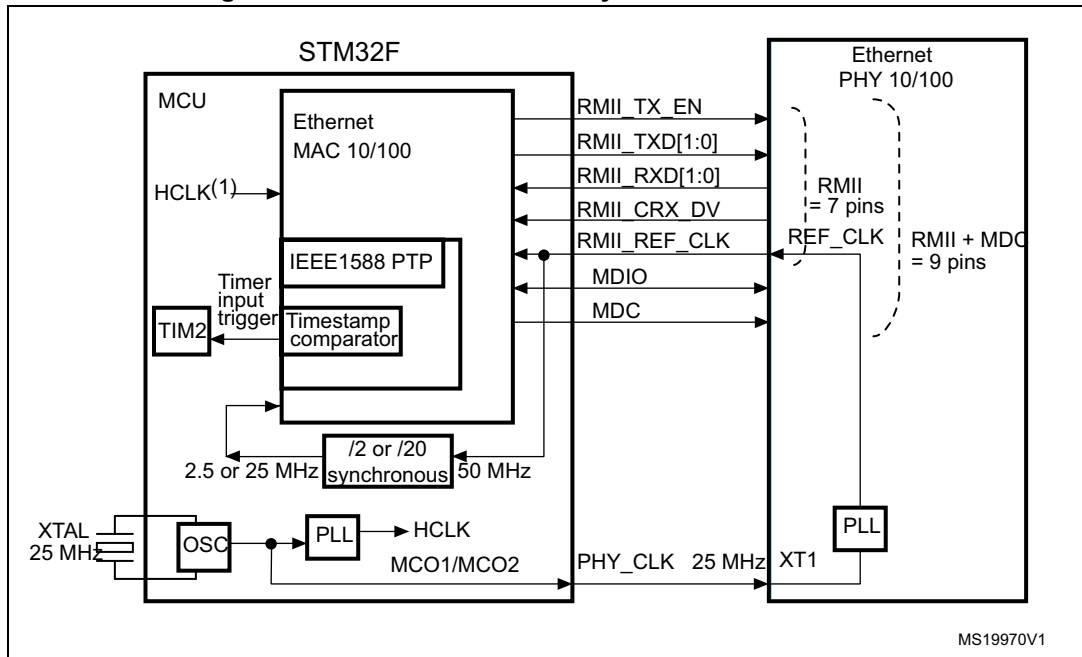 STM32F
MCU
Ethernet
MAC 10/100
HCLK(1)
IEEE1588 PTP
Timer
input
trigger
TIM2
Timestamp
comparator
/2 or /20
synchronous
2.5 or 25 MHz
50 MHz
XTAL
25 MHz
OSC
PLL
HCLK
MCO1/MCO2
RMII_TX_EN
RMII_TXD[1:0]
RMII_RXD[1:0]
RMII_CRX_DV
RMII_REF_CLK
MDIO
MDC
PHY_CLK 25 MHz
Ethernet
PHY 10/100
RMII
= 7 pins
REF_CLK
RMII + MDC
= 9 pins
PLL
XT1
MS19970V1